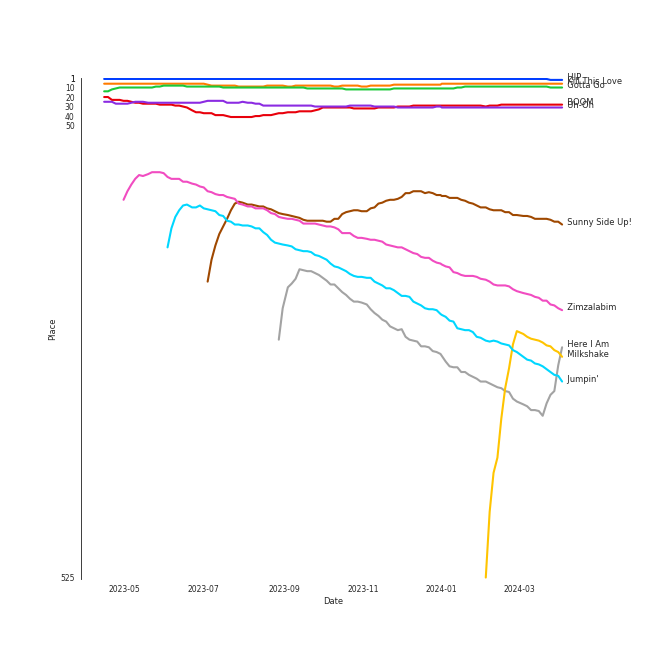 1
10
20
30
40
50
525
Place
HIP
Kill This Love
Gotta Go
BOOM
Uh-Oh
Sunny Side Up!
Zimzalabim
Here I Am
Milkshake
Jumpin'
2023-05
2023-07
2023-09
2023-11
2024-01
2024-03
Date